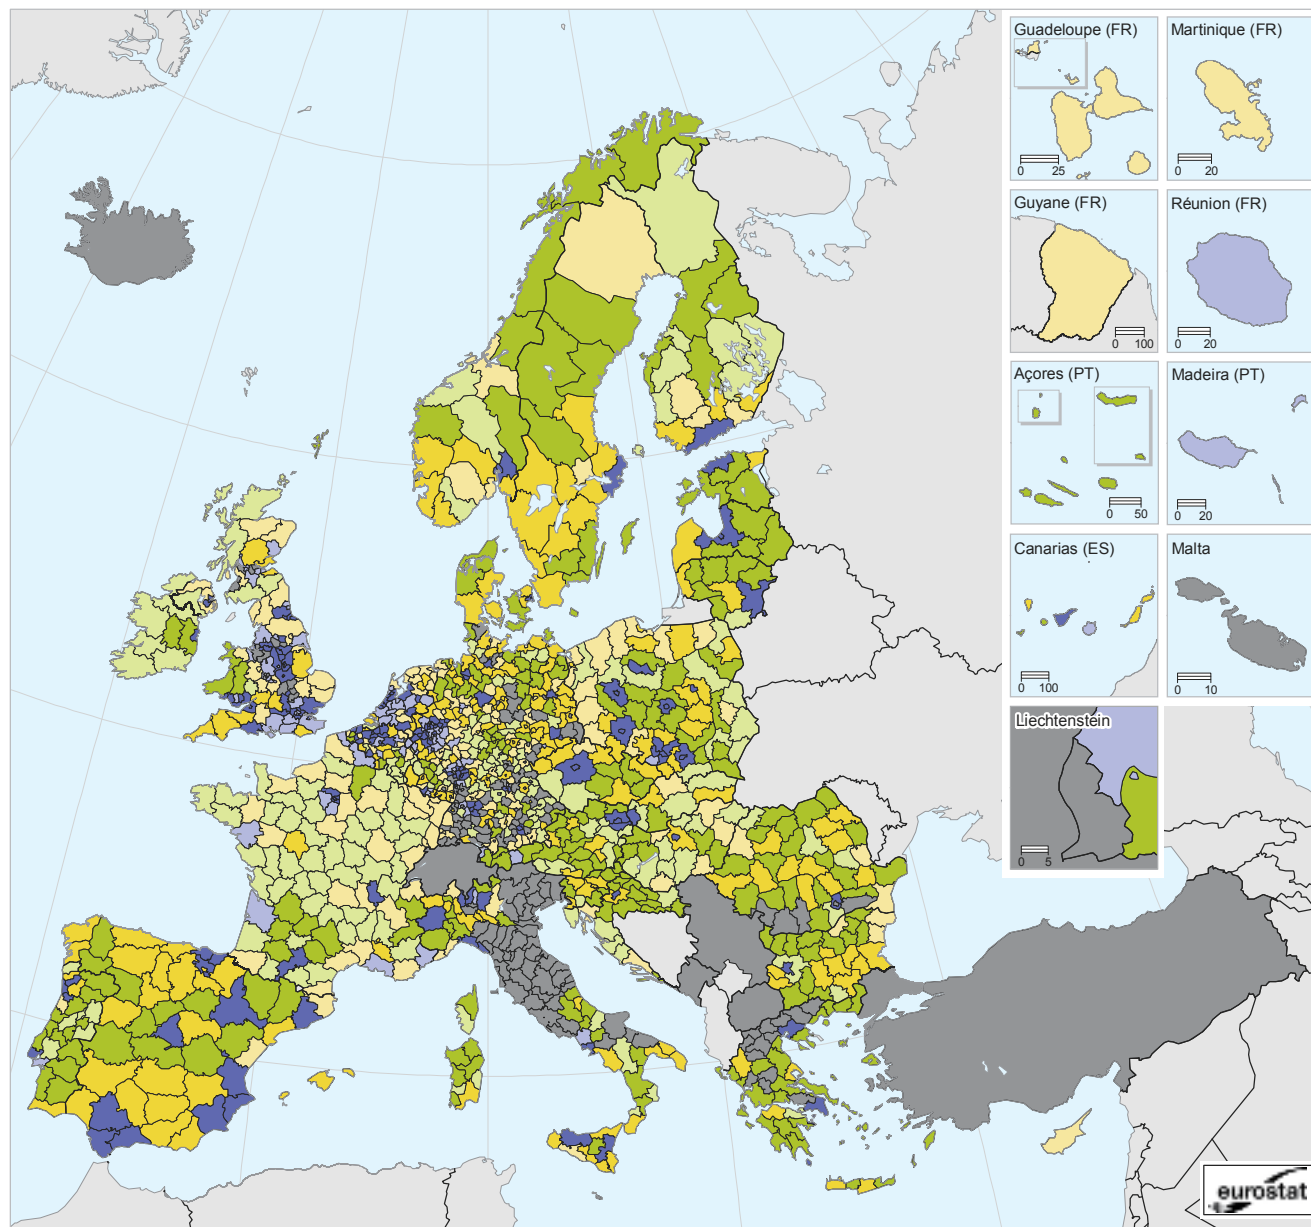 Guadeloupe (FR)
0 25
Martinique (FR)
0 20
Guyane (FR)
0 100
Réunion (FR)
0 20
Açores (PT)
0 50
Madeira (PT)
0 20
Canarias (ES)
0 100
Malta
0 10
Liechtenstein
0 5
eurostat